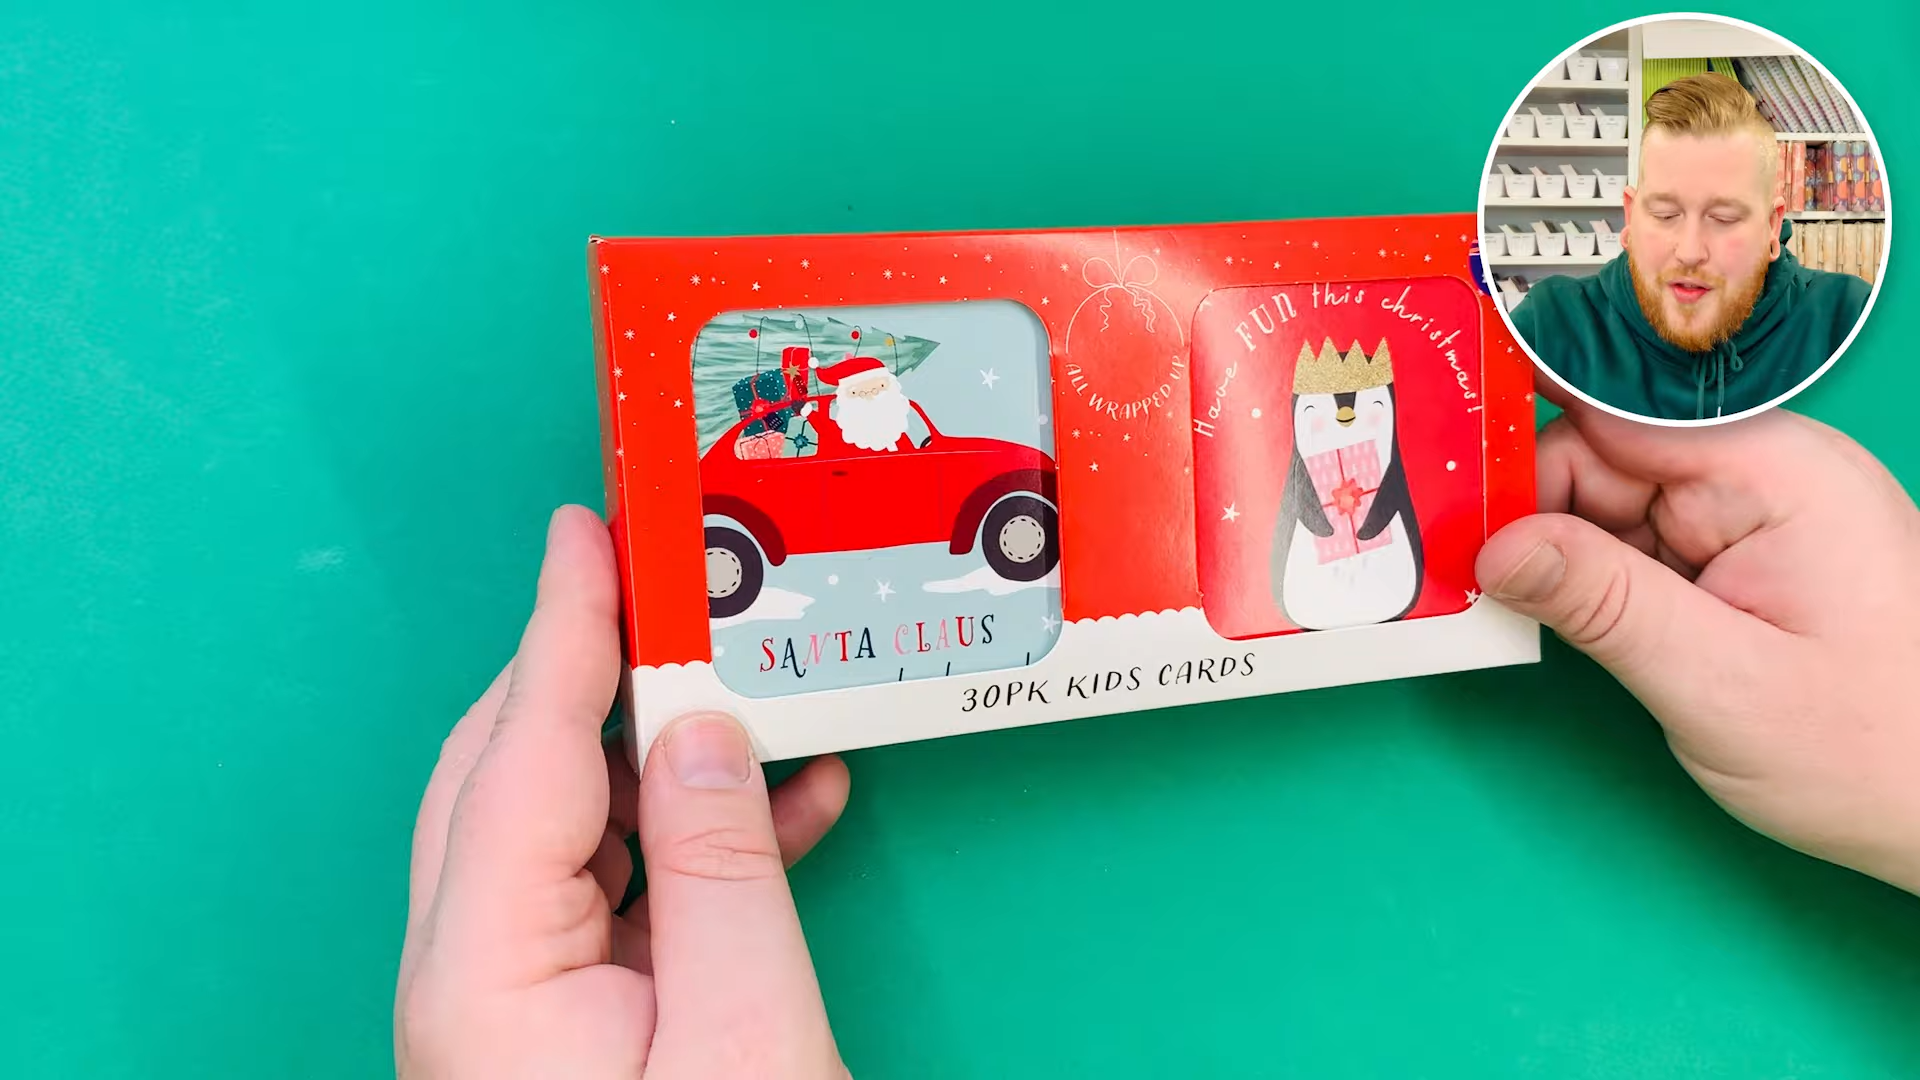 SANTA CLAUS
ALL WRAPPED UP
Have FUN this christmas!
30PK KIDS CARDS